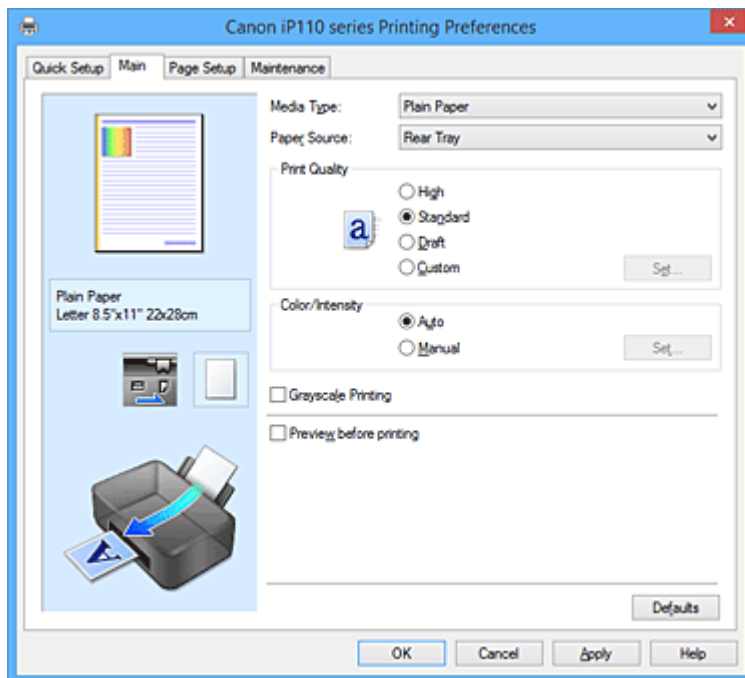 Canon iP110 series Printing Preferences
Quick Setup Main Page Setup Maintenance
Media Type: Plain Paper
Paper Source: Rear Tray
Print Quality
High
a Standard
Draft
Custom Set...
Plain Paper
Letter 8.5"x11" 22x28cm
Color/Intensity
Auto
Manual Set...
Grayscale Printing
Preview before printing
A
Defaults
OK Cancel Apply Help